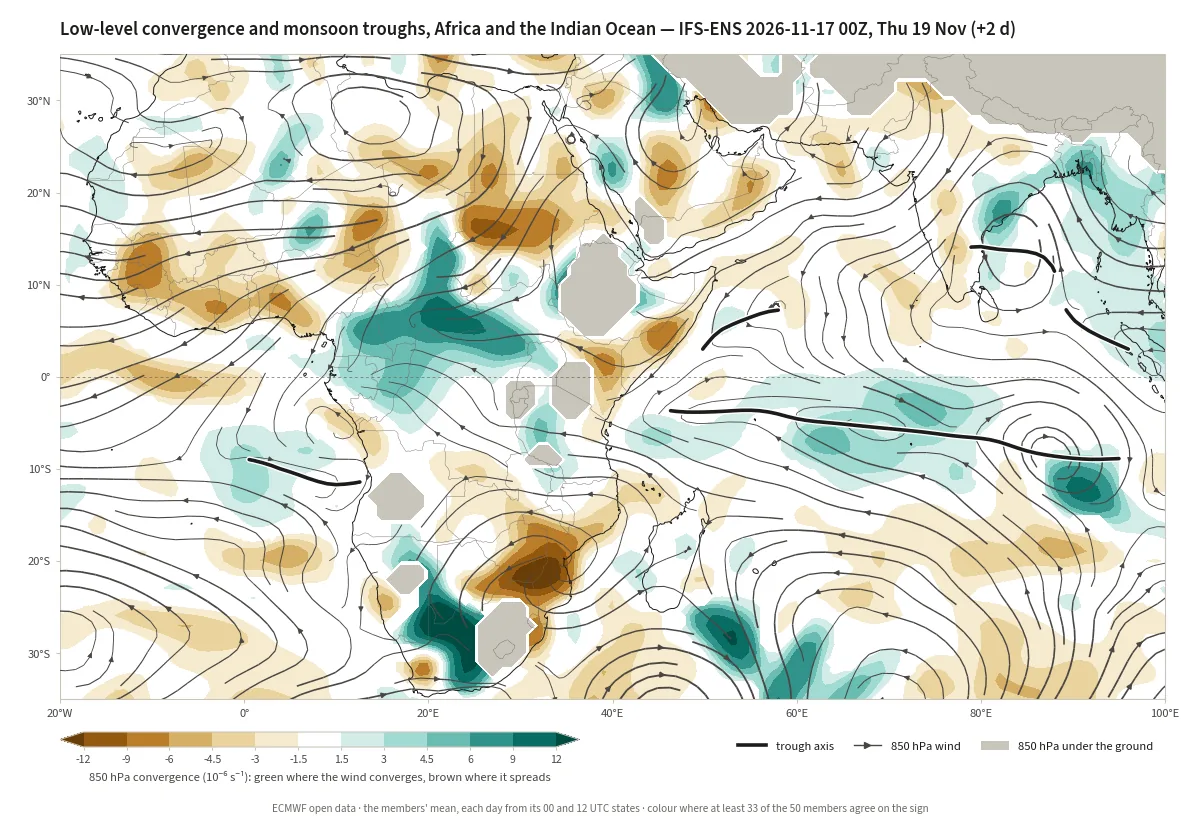 Low-level convergence and monsoon troughs, Africa and the Indian Ocean — IFS-ENS 2026-11-17 00Z, Thu 19 Nov (+2 d)
30°N
20°N
10°N
0°
10°S
20°S
30°S
20°W 0° 20°E 40°E 60°E 80°E 100°E
-12 -9 -6 -4.5 -3 -1.5 1.5 3 4.5 6 9 12
850 hPa convergence (10⁻⁶ s⁻¹): green where the wind converges, brown where it spreads
trough axis 850 hPa wind 850 hPa under the ground
ECMWF open data · the members' mean, each day from its 00 and 12 UTC states · colour where at least 33 of the 50 members agree on the sign